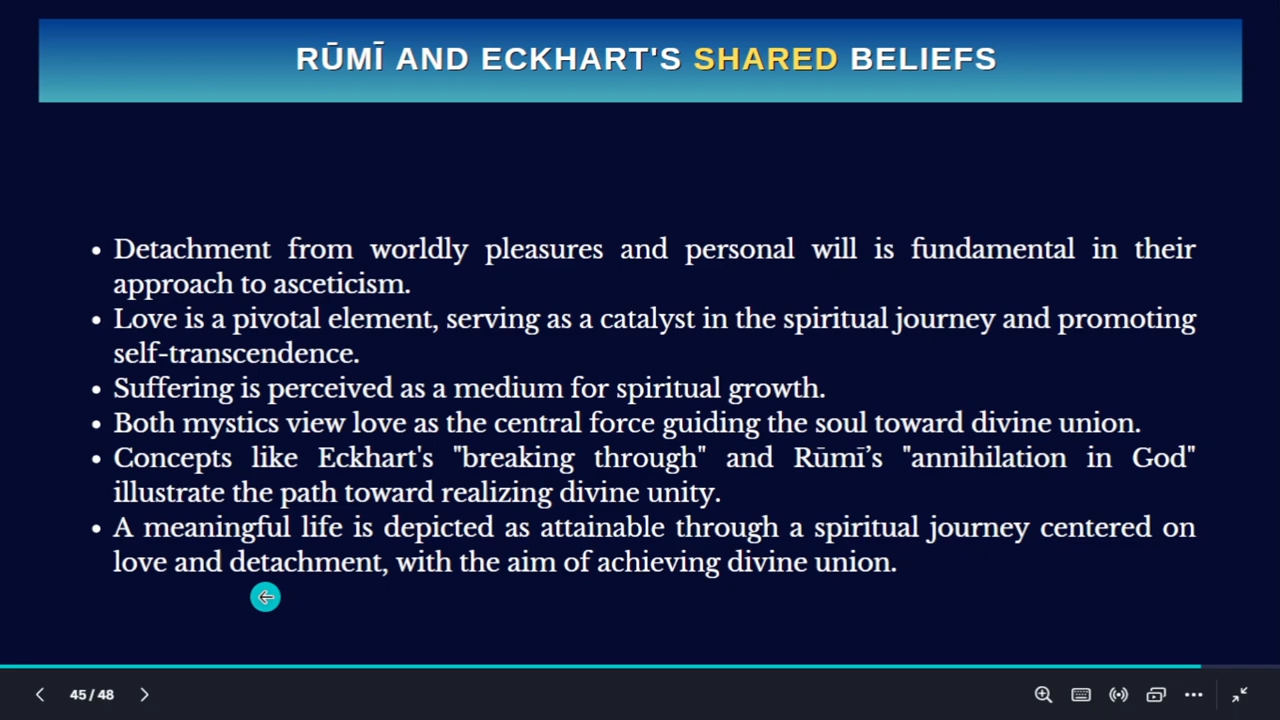 RŪMĪ AND ECKHART'S SHARED BELIEFS
• Detachment from worldly pleasures and personal will is fundamental in their
approach to asceticism.
• Love is a pivotal element, serving as a catalyst in the spiritual journey and promoting
self-transcendence.
• Suffering is perceived as a medium for spiritual growth.
• Both mystics view love as the central force guiding the soul toward divine union.
• Concepts like Eckhart's "breaking through" and Rūmī’s "annihilation in God"
illustrate the path toward realizing divine unity.
• A meaningful life is depicted as attainable through a spiritual journey centered on
love and detachment, with the aim of achieving divine union.
45 / 48